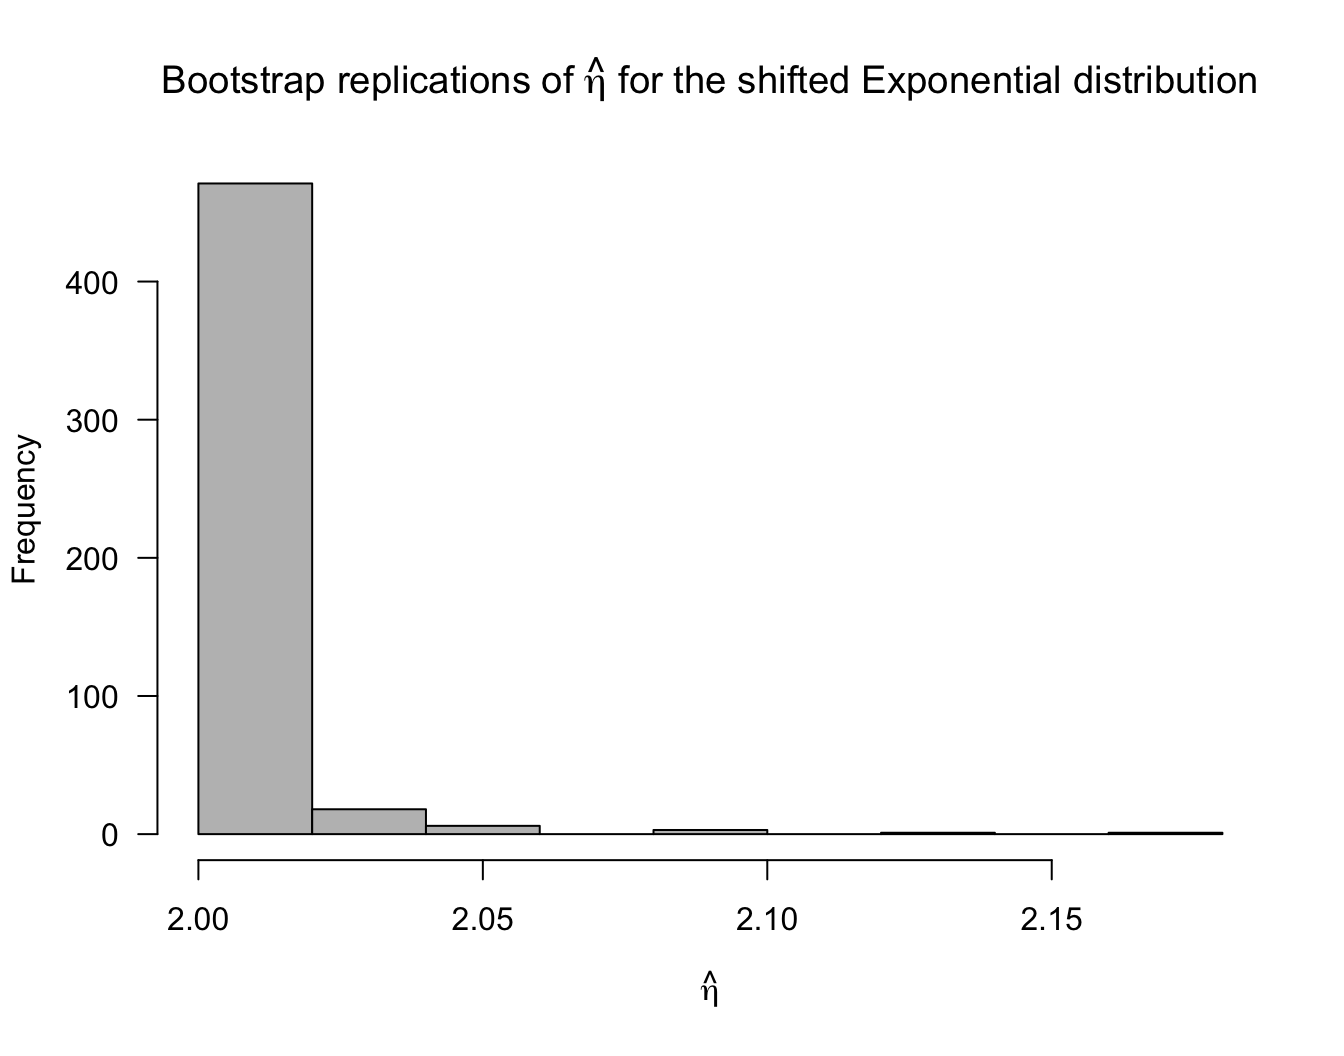 Bootstrap replications of η̂ for the shifted Exponential distribution
Frequency
400
300
200
100
0
2.00 2.05 2.10 2.15
η̂